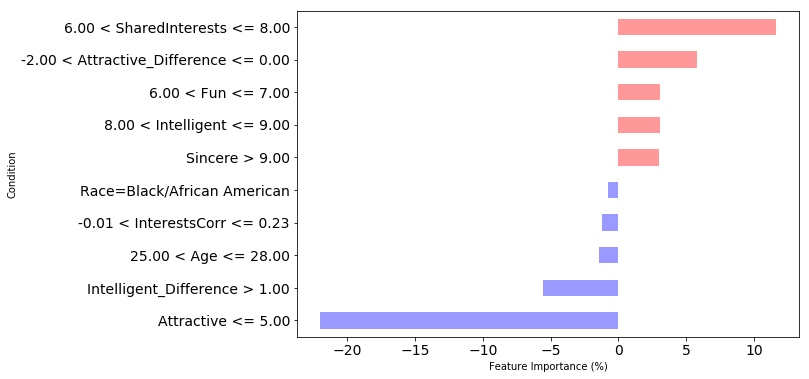 6.00 < SharedInterests <= 8.00
-2.00 < Attractive_Difference <= 0.00
6.00 < Fun <= 7.00
8.00 < Intelligent <= 9.00
Sincere > 9.00
Race=Black/African American
-0.01 < InterestsCorr <= 0.23
25.00 < Age <= 28.00
Intelligent_Difference > 1.00
Attractive <= 5.00
Condition
−20 −15 −10 −5 0 5 10
Feature Importance (%)